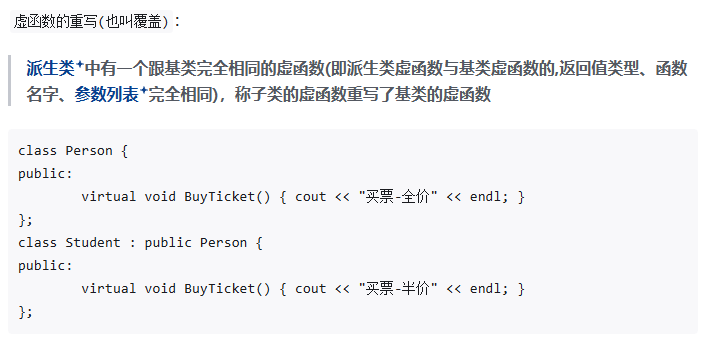 虚函数的重写(也叫覆盖)：
派生类中有一个跟基类完全相同的虚函数(即派生类虚函数与基类虚函数的,返回值类型、函数
名字、参数列表完全相同)，称子类的虚函数重写了基类的虚函数
class Person {
public:
        virtual void BuyTicket() { cout << "买票-全价" << endl; }
};
class Student : public Person {
public:
        virtual void BuyTicket() { cout << "买票-半价" << endl; }
};